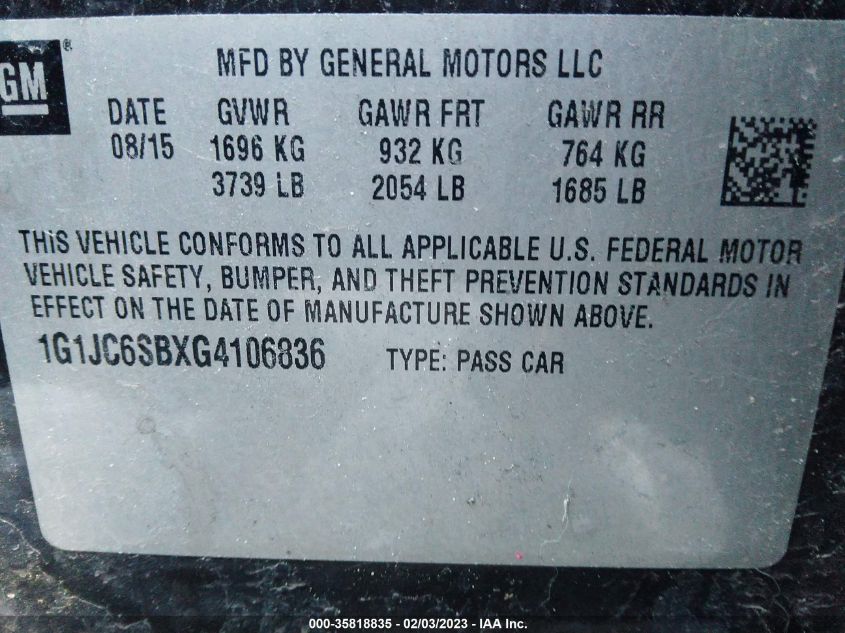 GM ®
MFD BY GENERAL MOTORS LLC
DATE GVWR GAWR FRT GAWR RR
08/15 1696 KG 932 KG 764 KG
3739 LB 2054 LB 1685 LB
THIS VEHICLE CONFORMS TO ALL APPLICABLE U.S. FEDERAL MOTOR
VEHICLE SAFETY, BUMPER, AND THEFT PREVENTION STANDARDS IN
EFFECT ON THE DATE OF MANUFACTURE SHOWN ABOVE.
1G1JC6SBXG4106836 TYPE: PASS CAR
000-35818835 - 02/03/2023 - IAA Inc.